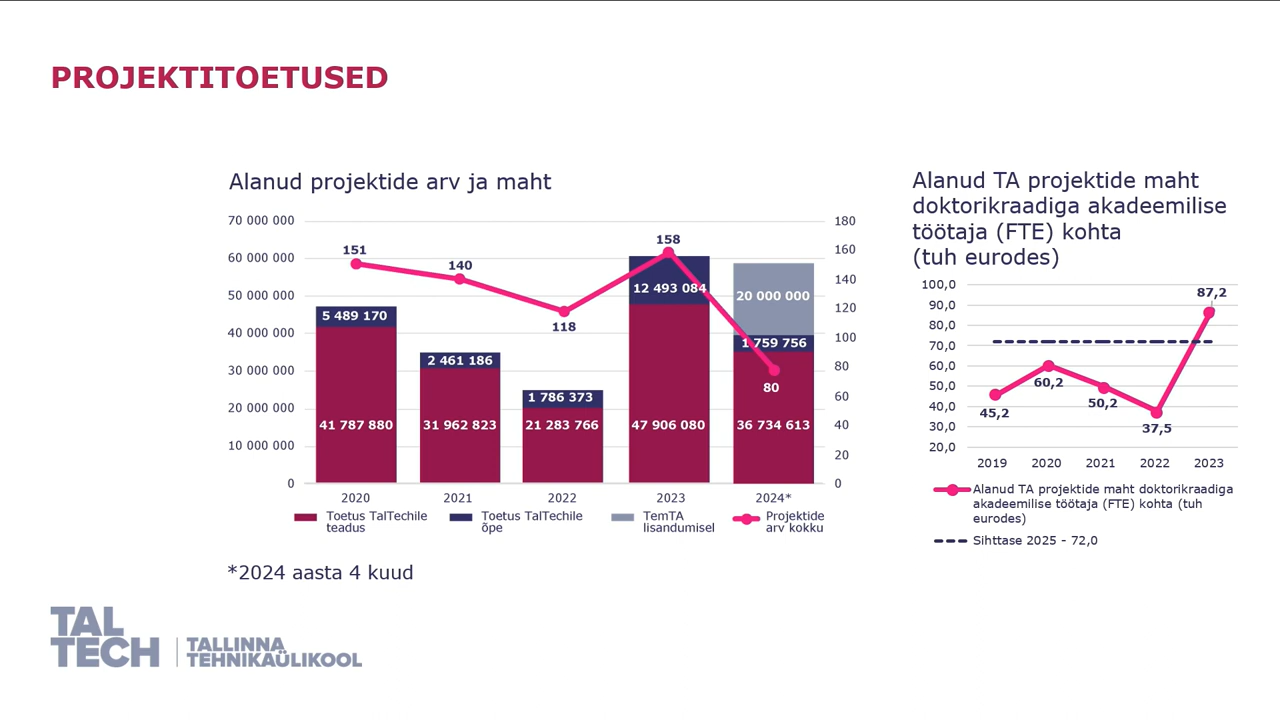 PROJEKTITOETUSED
Alanud projektide arv ja maht
70 000 000
60 000 000
50 000 000
40 000 000
30 000 000
20 000 000
10 000 000
0
180
160
140
120
100
80
60
40
20
0
151
140
118
158
80
5 489 170
2 461 186
1 786 373
12 493 084
20 000 000
1 759 756
41 787 880
31 962 823
21 283 766
47 906 080
36 734 613
2020
2021
2022
2023
2024*
Toetus TalTechile
teadus
Toetus TalTechile
õpe
TemTA
lisandumisel
Projektide
arv kokku
*2024 aasta 4 kuud
Alanud TA projektide maht
doktorikraadiga akadeemilise
töötaja (FTE) kohta
(tuh eurodes)
100,0
90,0
80,0
70,0
60,0
50,0
40,0
30,0
20,0
45,2
60,2
50,2
37,5
87,2
2019
2020
2021
2022
2023
Alanud TA projektide maht doktorikraadiga
akadeemilise töötaja (FTE) kohta (tuh
eurodes)
Sihttase 2025 - 72,0
TAL
TECH
TALLINNA
TEHNIKAÜLIKOOL